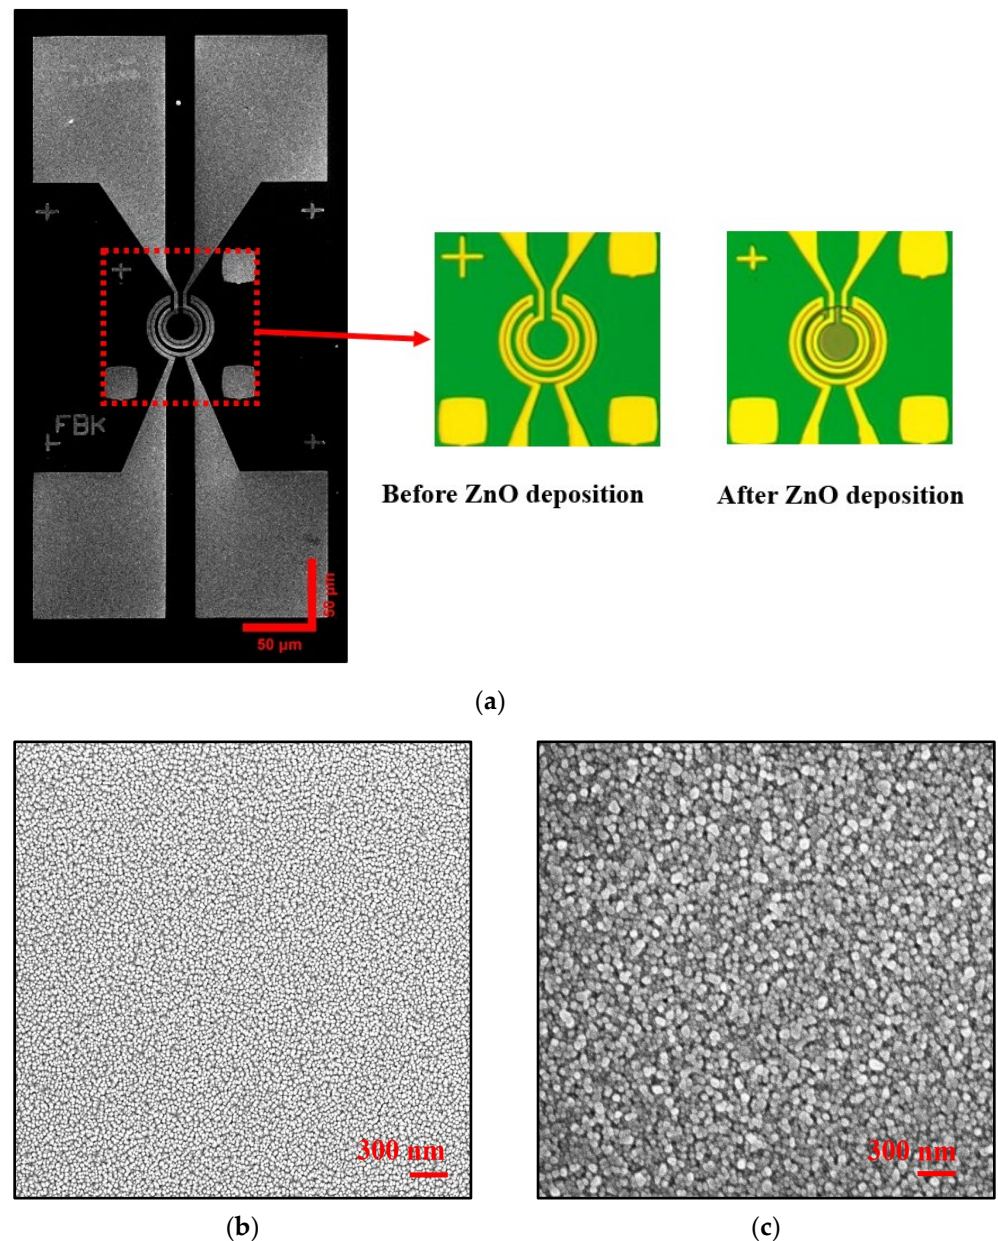 FBK
50 µm
50 µm
Before ZnO deposition
After ZnO deposition
(a)
300 nm
300 nm
(b)
(c)